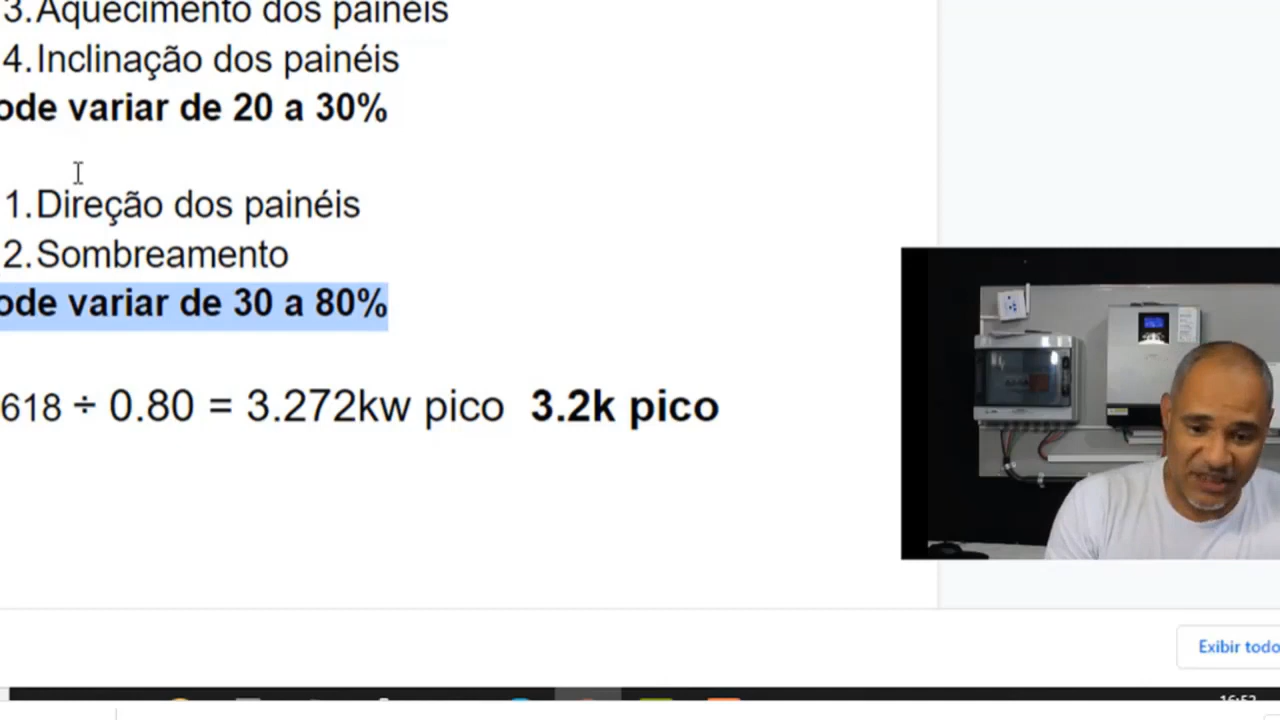 3.Aquecimento dos painéis
4.Inclinação dos painéis
ode variar de 20 a 30%
1.Direção dos painéis
2.Sombreamento
ode variar de 30 a 80%
618 ÷ 0.80 = 3.272kw pico 3.2k pico
Exibir todo